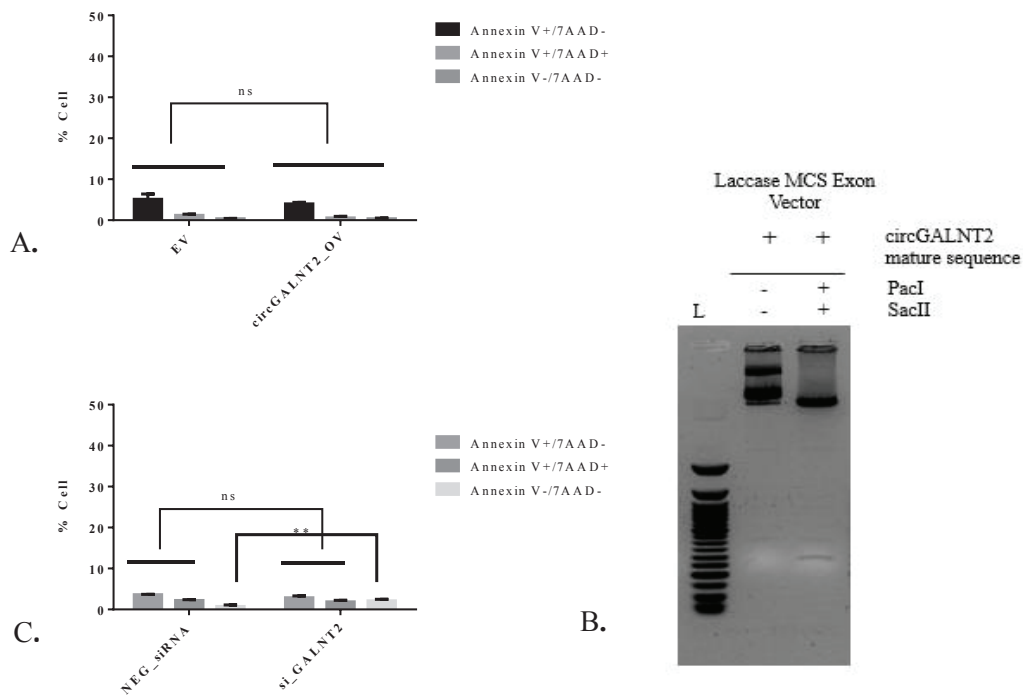 50
40
30
20
10
0
% Cell
ns
EV
circGALNT2_OV
Annexin V+/7AAD-
Annexin V+/7AAD+
Annexin V-/7AAD-
A.
Laccase MCS Exon
Vector
+ + circGALNT2
mature sequence
- + PacI
- + SacII
L
B.
50
40
30
20
10
0
% Cell
ns
**
NEG_siRNA
si_GALNT2
Annexin V+/7AAD-
Annexin V+/7AAD+
Annexin V-/7AAD-
C.